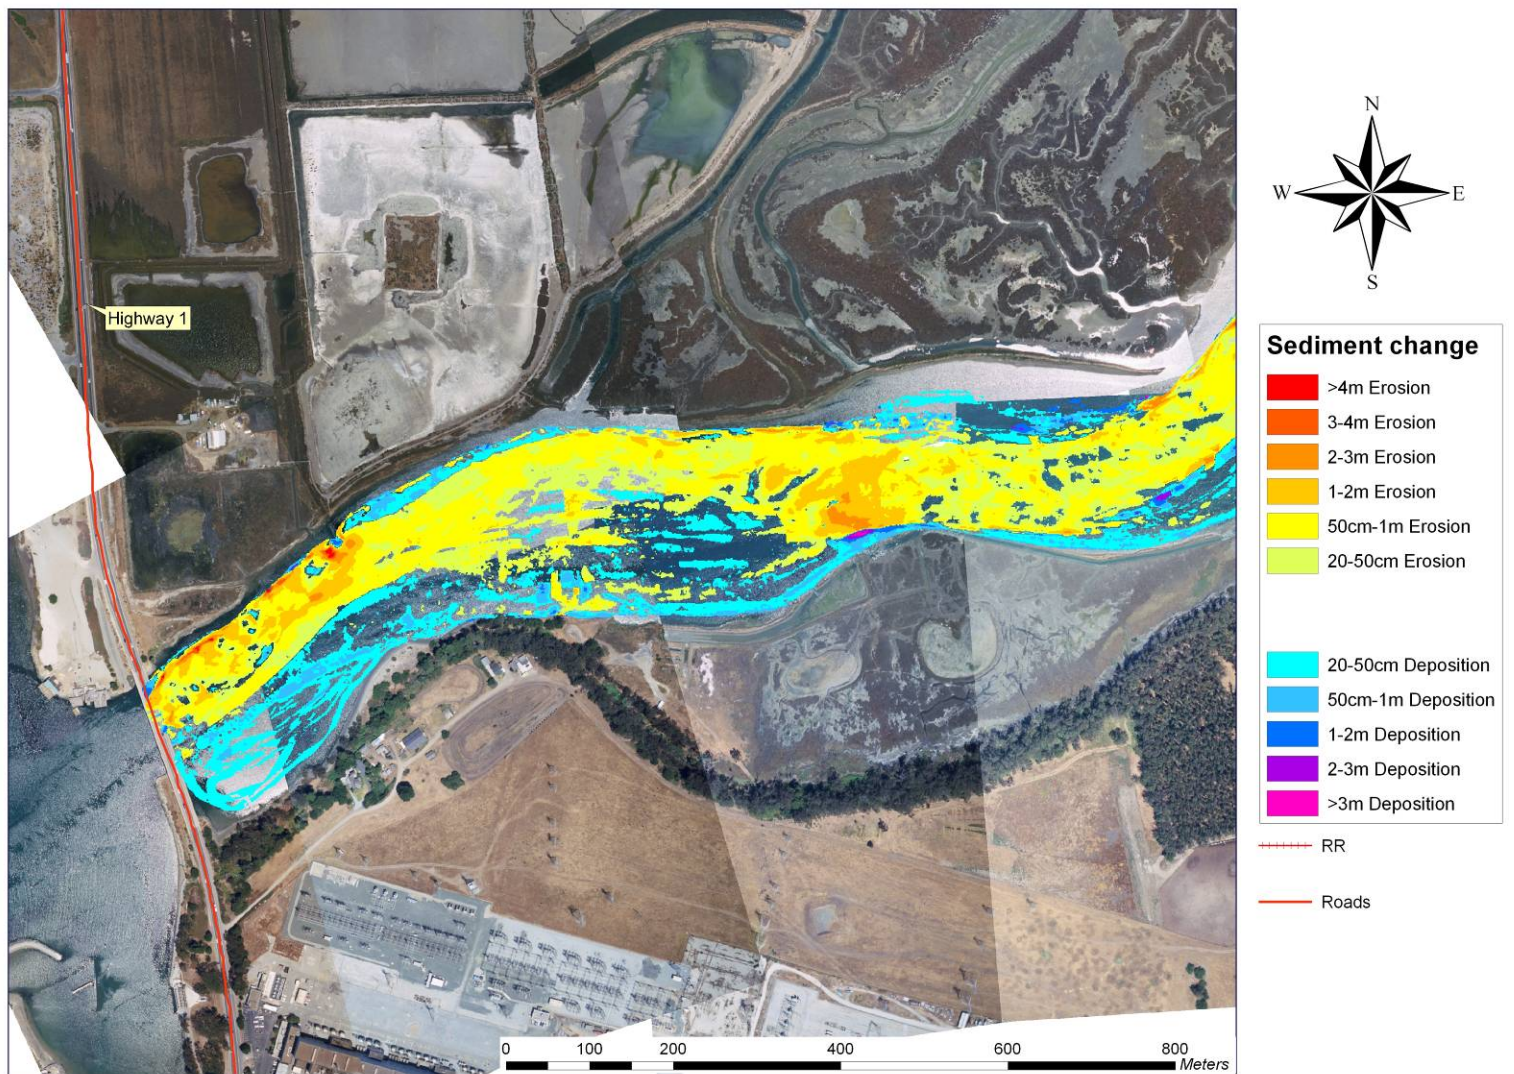 N
W
E
S
Highway 1
Sediment change
>4m Erosion
3-4m Erosion
2-3m Erosion
1-2m Erosion
50cm-1m Erosion
20-50cm Erosion
20-50cm Deposition
50cm-1m Deposition
1-2m Deposition
2-3m Deposition
>3m Deposition
RR
Roads
0 100 200 400 600 800
Meters